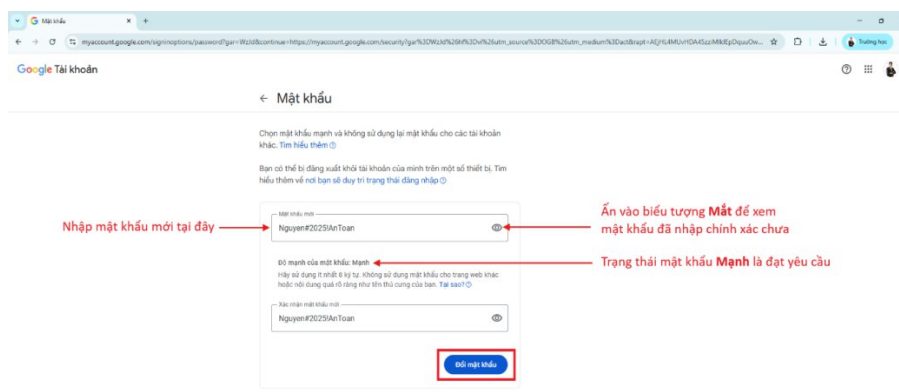 Mật khẩu
myaccount.google.com/signinoptions/password?
Trường học
Google Tài khoản
Mật khẩu
Chọn mật khẩu mạnh và không sử dụng lại mật khẩu cho các tài khoản
khác. Tìm hiểu thêm
Bạn có thể bị đăng xuất khỏi tài khoản của mình trên một số thiết bị. Tìm
hiểu thêm về nơi bạn sẽ duy trì trạng thái đăng nhập
Mật khẩu mới
Nguyen#2025!AnToan
Nhập mật khẩu mới tại đây
Ấn vào biểu tượng Mắt để xem
mật khẩu đã nhập chính xác chưa
Độ mạnh của mật khẩu: Mạnh
Trạng thái mật khẩu Mạnh là đạt yêu cầu
Hãy sử dụng ít nhất 8 ký tự. Không sử dụng mật khẩu cho trang web khác
hoặc nội dung quá rõ ràng như tên thú cưng của bạn. Tại sao?
Xác nhận mật khẩu mới
Nguyen#2025!AnToan
Đổi mật khẩu